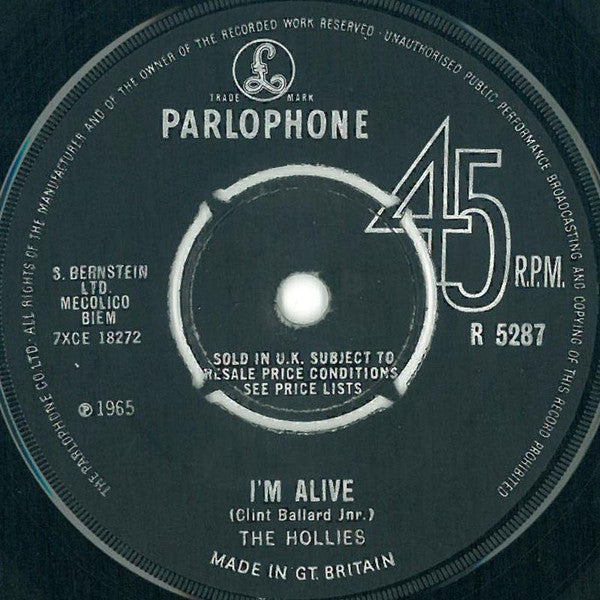 THE PARLOPHONE CO. LTD. ALL RIGHTS OF THE MANUFACTURER AND OF THE OWNER OF THE RECORDED WORK RESERVED · UNAUTHORISED PUBLIC PERFORMANCE BROADCASTING AND COPYING OF THIS RECORD PROHIBITED
£
TRADE MARK
PARLOPHONE
45
R.P.M.
R 5287
S. BERNSTEIN
LTD.
MECOLICO
BIEM
7XCE 18272
℗ 1965
SOLD IN U.K. SUBJECT TO
RESALE PRICE CONDITIONS
SEE PRICE LISTS
I'M ALIVE
(Clint Ballard Jnr.)
THE HOLLIES
MADE IN GT. BRITAIN